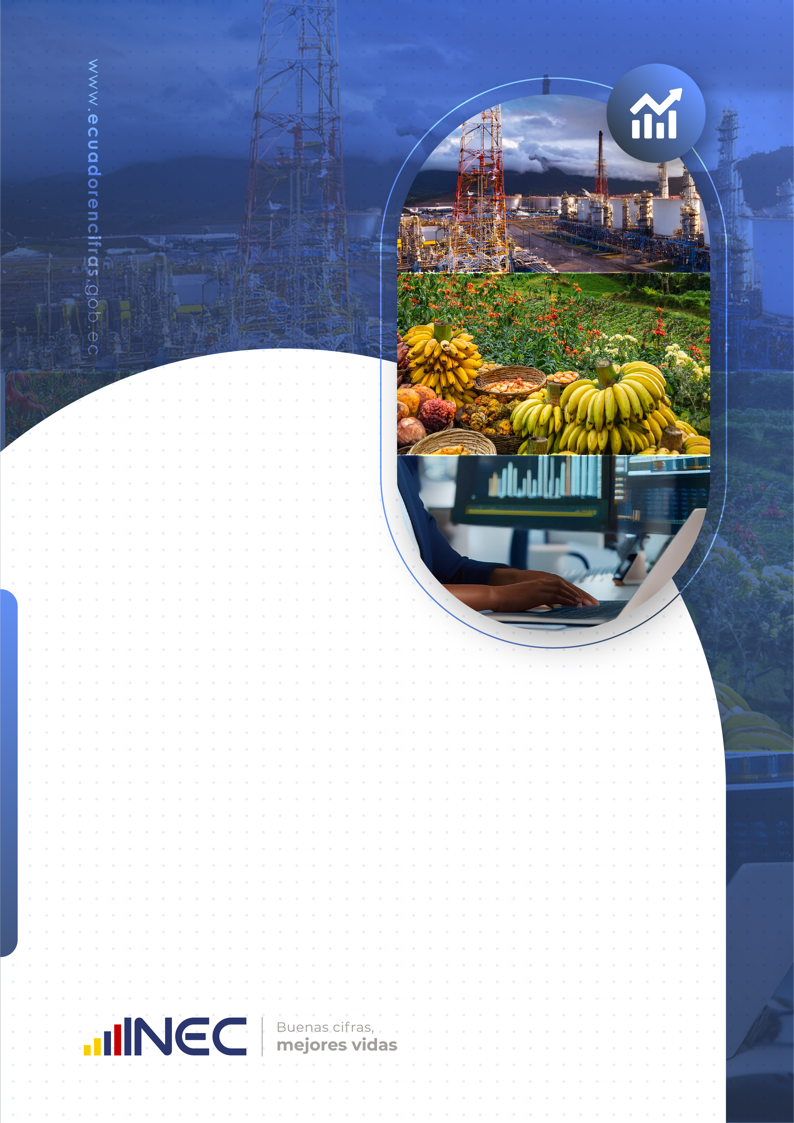 www.ecuadorencifras.gob.ec
INEC
Buenas cifras,
mejores vidas